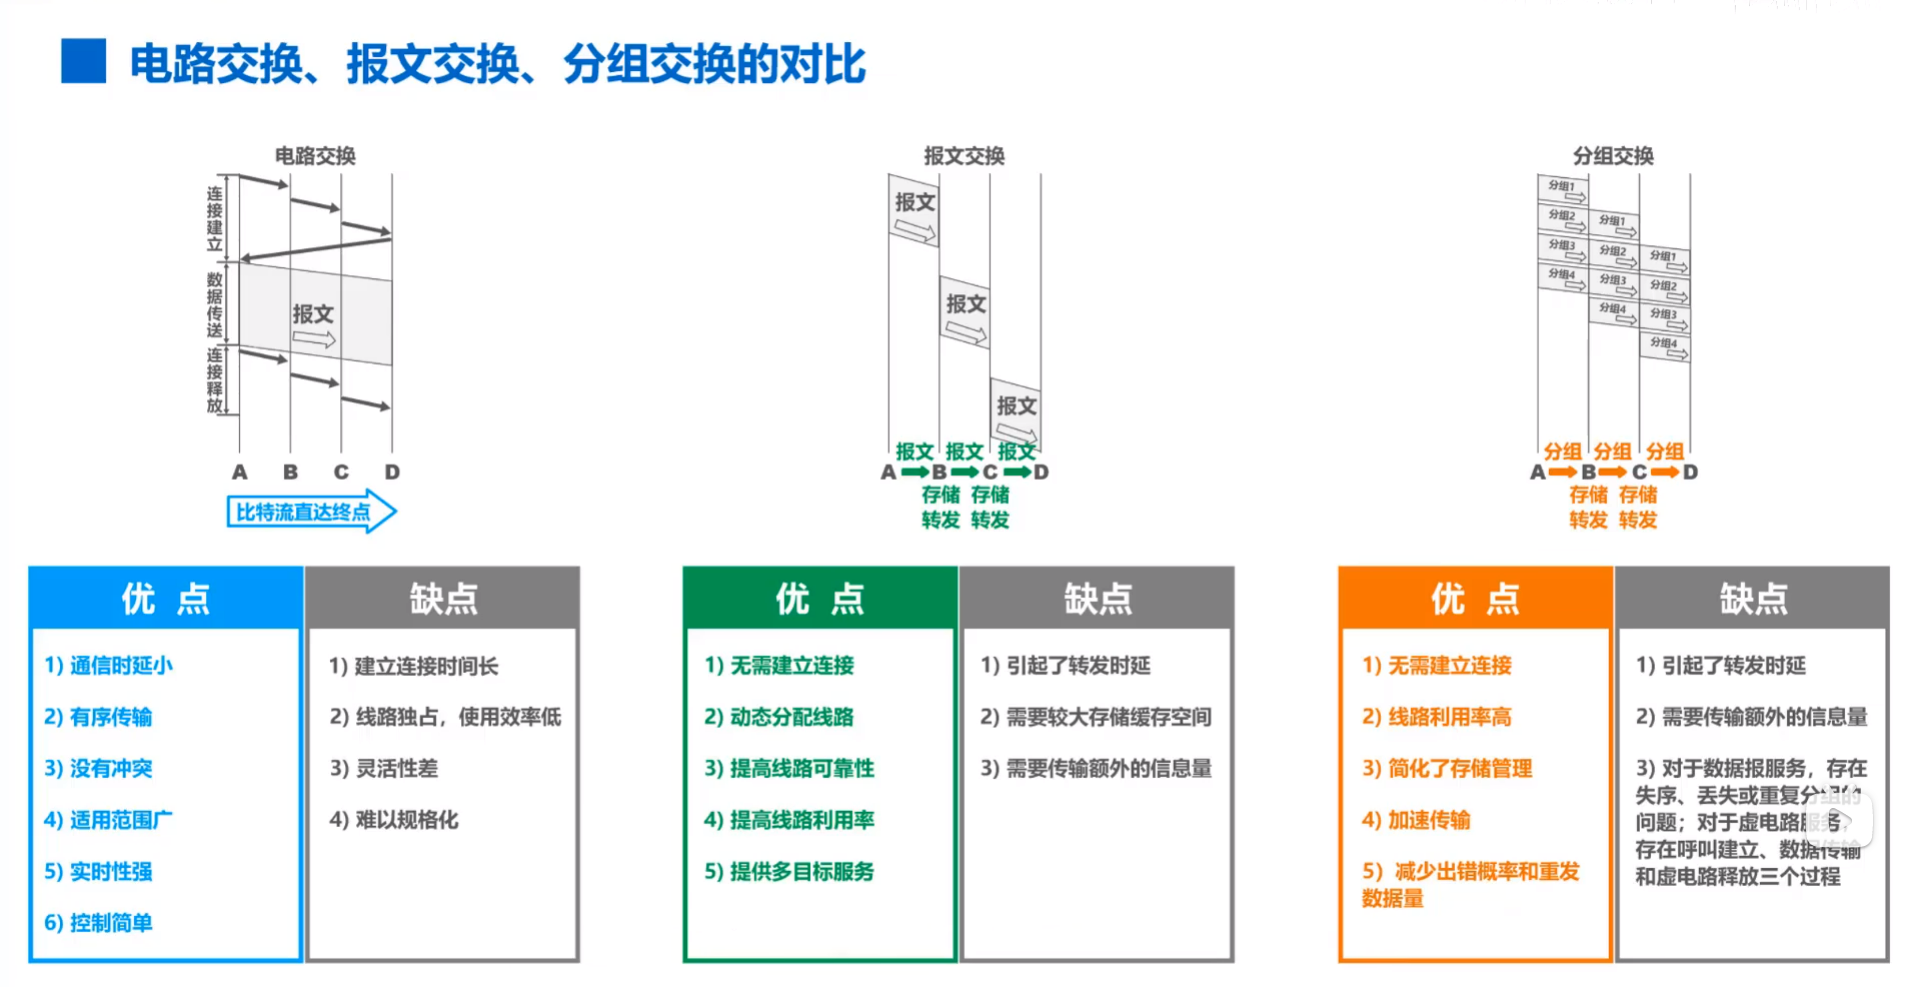 电路交换、报文交换、分组交换的对比
电路交换
连接建立
数据传送
连接释放
报文
A B C D
比特流直达终点
报文交换
报文
报文
报文
报文 报文 报文
A B C D
存储 存储
转发 转发
分组交换
分组1
分组2 分组1
分组3 分组2 分组1
分组4 分组3 分组2
分组4 分组3
分组4
分组 分组 分组
A B C D
存储 存储
转发 转发
优 点
1) 通信时延小
2) 有序传输
3) 没有冲突
4) 适用范围广
5) 实时性强
6) 控制简单
缺点
1) 建立连接时间长
2) 线路独占，使用效率低
3) 灵活性差
4) 难以规格化
优 点
1) 无需建立连接
2) 动态分配线路
3) 提高线路可靠性
4) 提高线路利用率
5) 提供多目标服务
缺点
1) 引起了转发时延
2) 需要较大存储缓存空间
3) 需要传输额外的信息量
优 点
1) 无需建立连接
2) 线路利用率高
3) 简化了存储管理
4) 加速传输
5) 减少出错概率和重发
数据量
缺点
1) 引起了转发时延
2) 需要传输额外的信息量
3) 对于数据报服务，存在
失序、丢失或重复分组的
问题；对于虚电路服务，
存在呼叫建立、数据传输
和虚电路释放三个过程